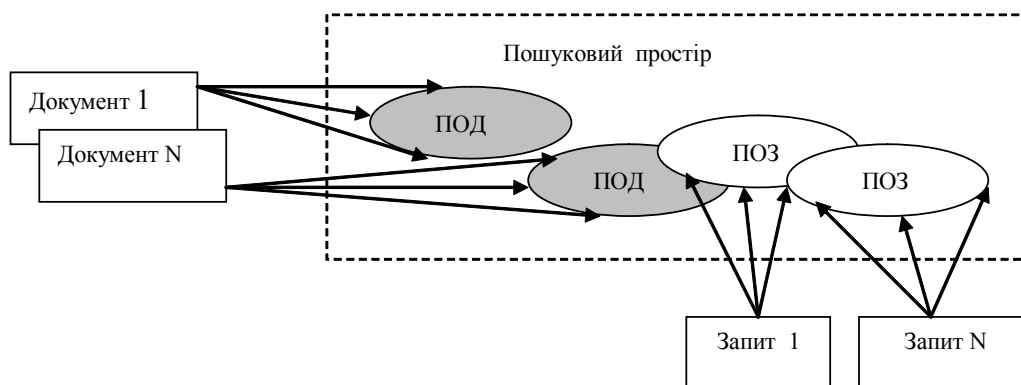 Пошуковий простір
Документ 1
Документ N
ПОД
ПОД
ПОЗ
ПОЗ
Запит 1
Запит N